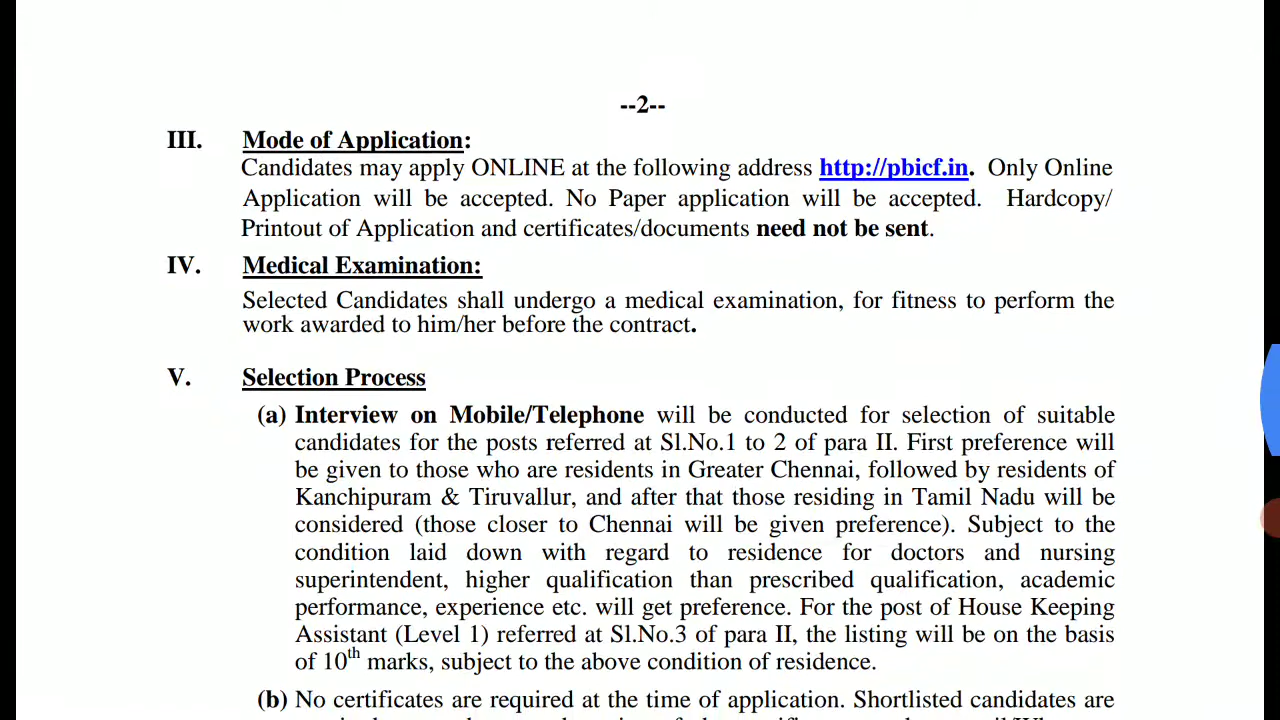 --2--
III. Mode of Application:
Candidates may apply ONLINE at the following address http://pbicf.in. Only Online
Application will be accepted. No Paper application will be accepted. Hardcopy/
Printout of Application and certificates/documents need not be sent.
IV. Medical Examination:
Selected Candidates shall undergo a medical examination, for fitness to perform the
work awarded to him/her before the contract.
V. Selection Process
(a) Interview on Mobile/Telephone will be conducted for selection of suitable
candidates for the posts referred at Sl.No.1 to 2 of para II. First preference will
be given to those who are residents in Greater Chennai, followed by residents of
Kanchipuram & Tiruvallur, and after that those residing in Tamil Nadu will be
considered (those closer to Chennai will be given preference). Subject to the
condition laid down with regard to residence for doctors and nursing
superintendent, higher qualification than prescribed qualification, academic
performance, experience etc. will get preference. For the post of House Keeping
Assistant (Level 1) referred at Sl.No.3 of para II, the listing will be on the basis
of 10th marks, subject to the above condition of residence.
(b) No certificates are required at the time of application. Shortlisted candidates are